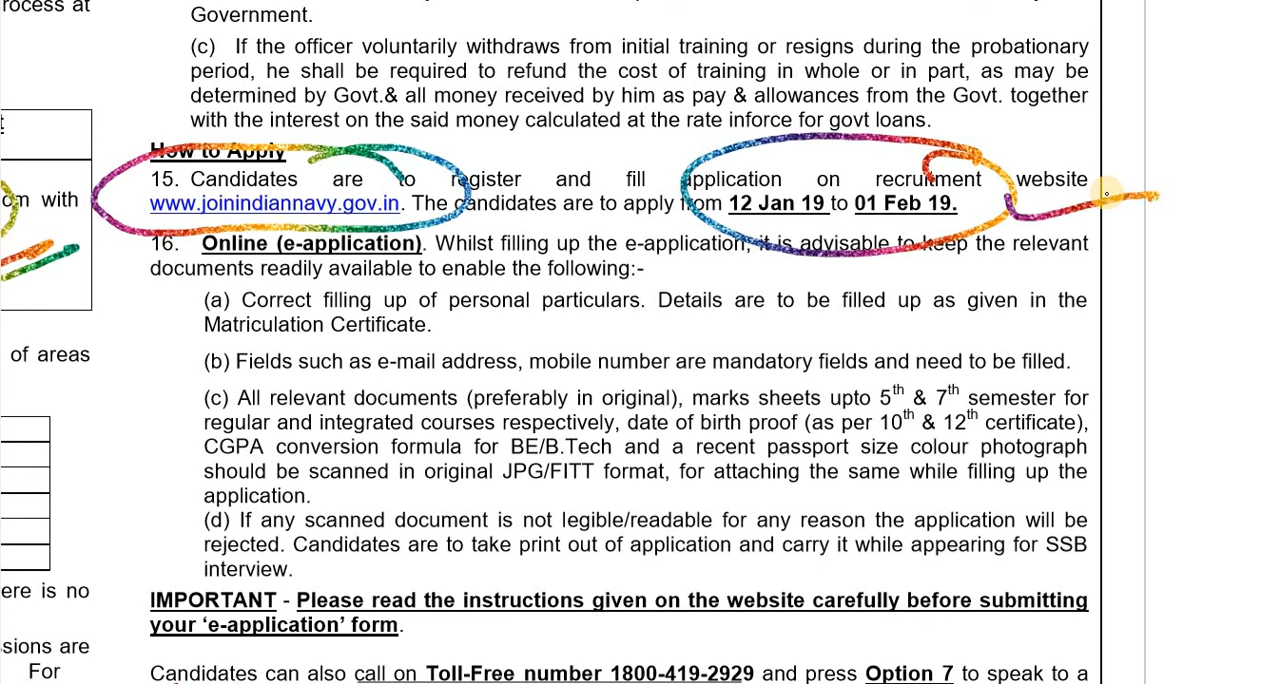 rocess at
t
om with
of areas
ere is no
sions are
For
Government.
(c) If the officer voluntarily withdraws from initial training or resigns during the probationary
period, he shall be required to refund the cost of training in whole or in part, as may be
determined by Govt.& all money received by him as pay & allowances from the Govt. together
with the interest on the said money calculated at the rate inforce for govt loans.
How to Apply
15. Candidates are to register and fill application on recruitment website
www.joinindiannavy.gov.in. The candidates are to apply from 12 Jan 19 to 01 Feb 19.
16. Online (e-application). Whilst filling up the e-application, it is advisable to keep the relevant
documents readily available to enable the following:-
(a) Correct filling up of personal particulars. Details are to be filled up as given in the
Matriculation Certificate.
(b) Fields such as e-mail address, mobile number are mandatory fields and need to be filled.
(c) All relevant documents (preferably in original), marks sheets upto 5th & 7th semester for
regular and integrated courses respectively, date of birth proof (as per 10th & 12th certificate),
CGPA conversion formula for BE/B.Tech and a recent passport size colour photograph
should be scanned in original JPG/FITT format, for attaching the same while filling up the
application.
(d) If any scanned document is not legible/readable for any reason the application will be
rejected. Candidates are to take print out of application and carry it while appearing for SSB
interview.
IMPORTANT - Please read the instructions given on the website carefully before submitting
your ‘e-application’ form.
Candidates can also call on Toll-Free number 1800-419-2929 and press Option 7 to speak to a